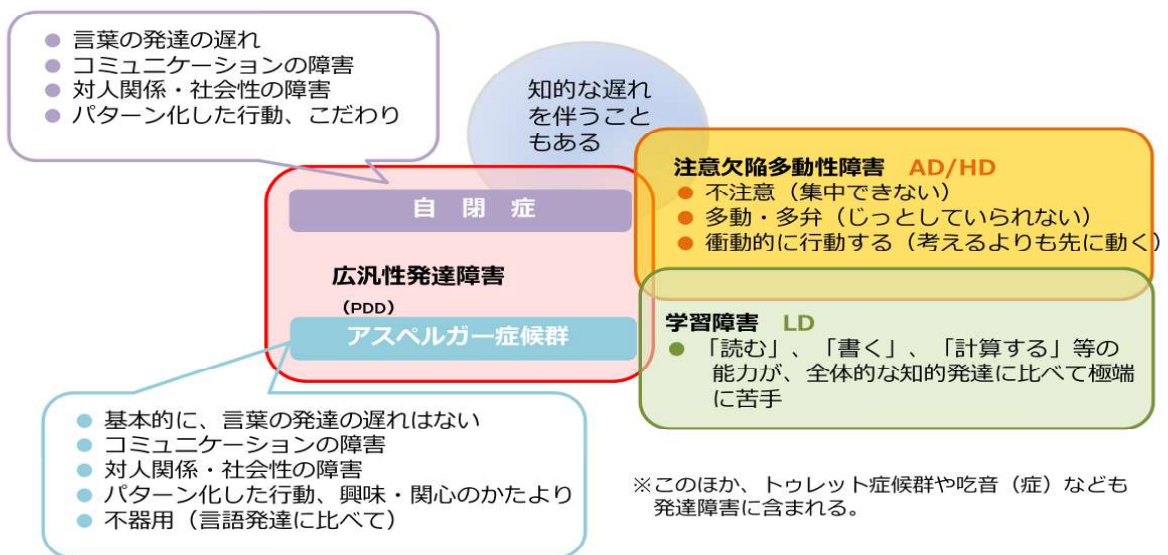 ● 言葉の発達の遅れ
● コミュニケーションの障害
● 対人関係・社会性の障害
● パターン化した行動、こだわり
知的な遅れ
を伴うこと
もある
自 閉 症
広汎性発達障害
(PDD)
アスペルガー症候群
● 基本的に、言葉の発達の遅れはない
● コミュニケーションの障害
● 対人関係・社会性の障害
● パターン化した行動、興味・関心のかたより
● 不器用（言語発達に比べて）
注意欠陥多動性障害 AD/HD
● 不注意（集中できない）
● 多動・多弁（じっとしていられない）
● 衝動的に行動する（考えるよりも先に動く）
学習障害 LD
● 「読む」、「書く」、「計算する」等の
能力が、全体的な知的発達に比べて極端
に苦手
※このほか、トゥレット症候群や吃音（症）なども
発達障害に含まれる。